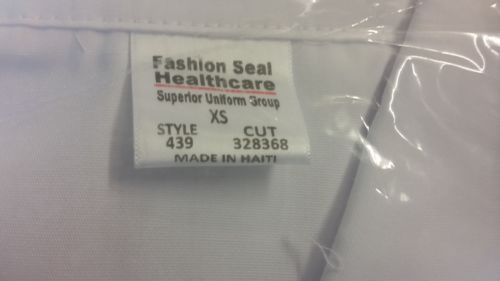 Fashion Seal
Healthcare
Superior Uniform Group
XS
STYLE CUT
439 328368
MADE IN HAITI